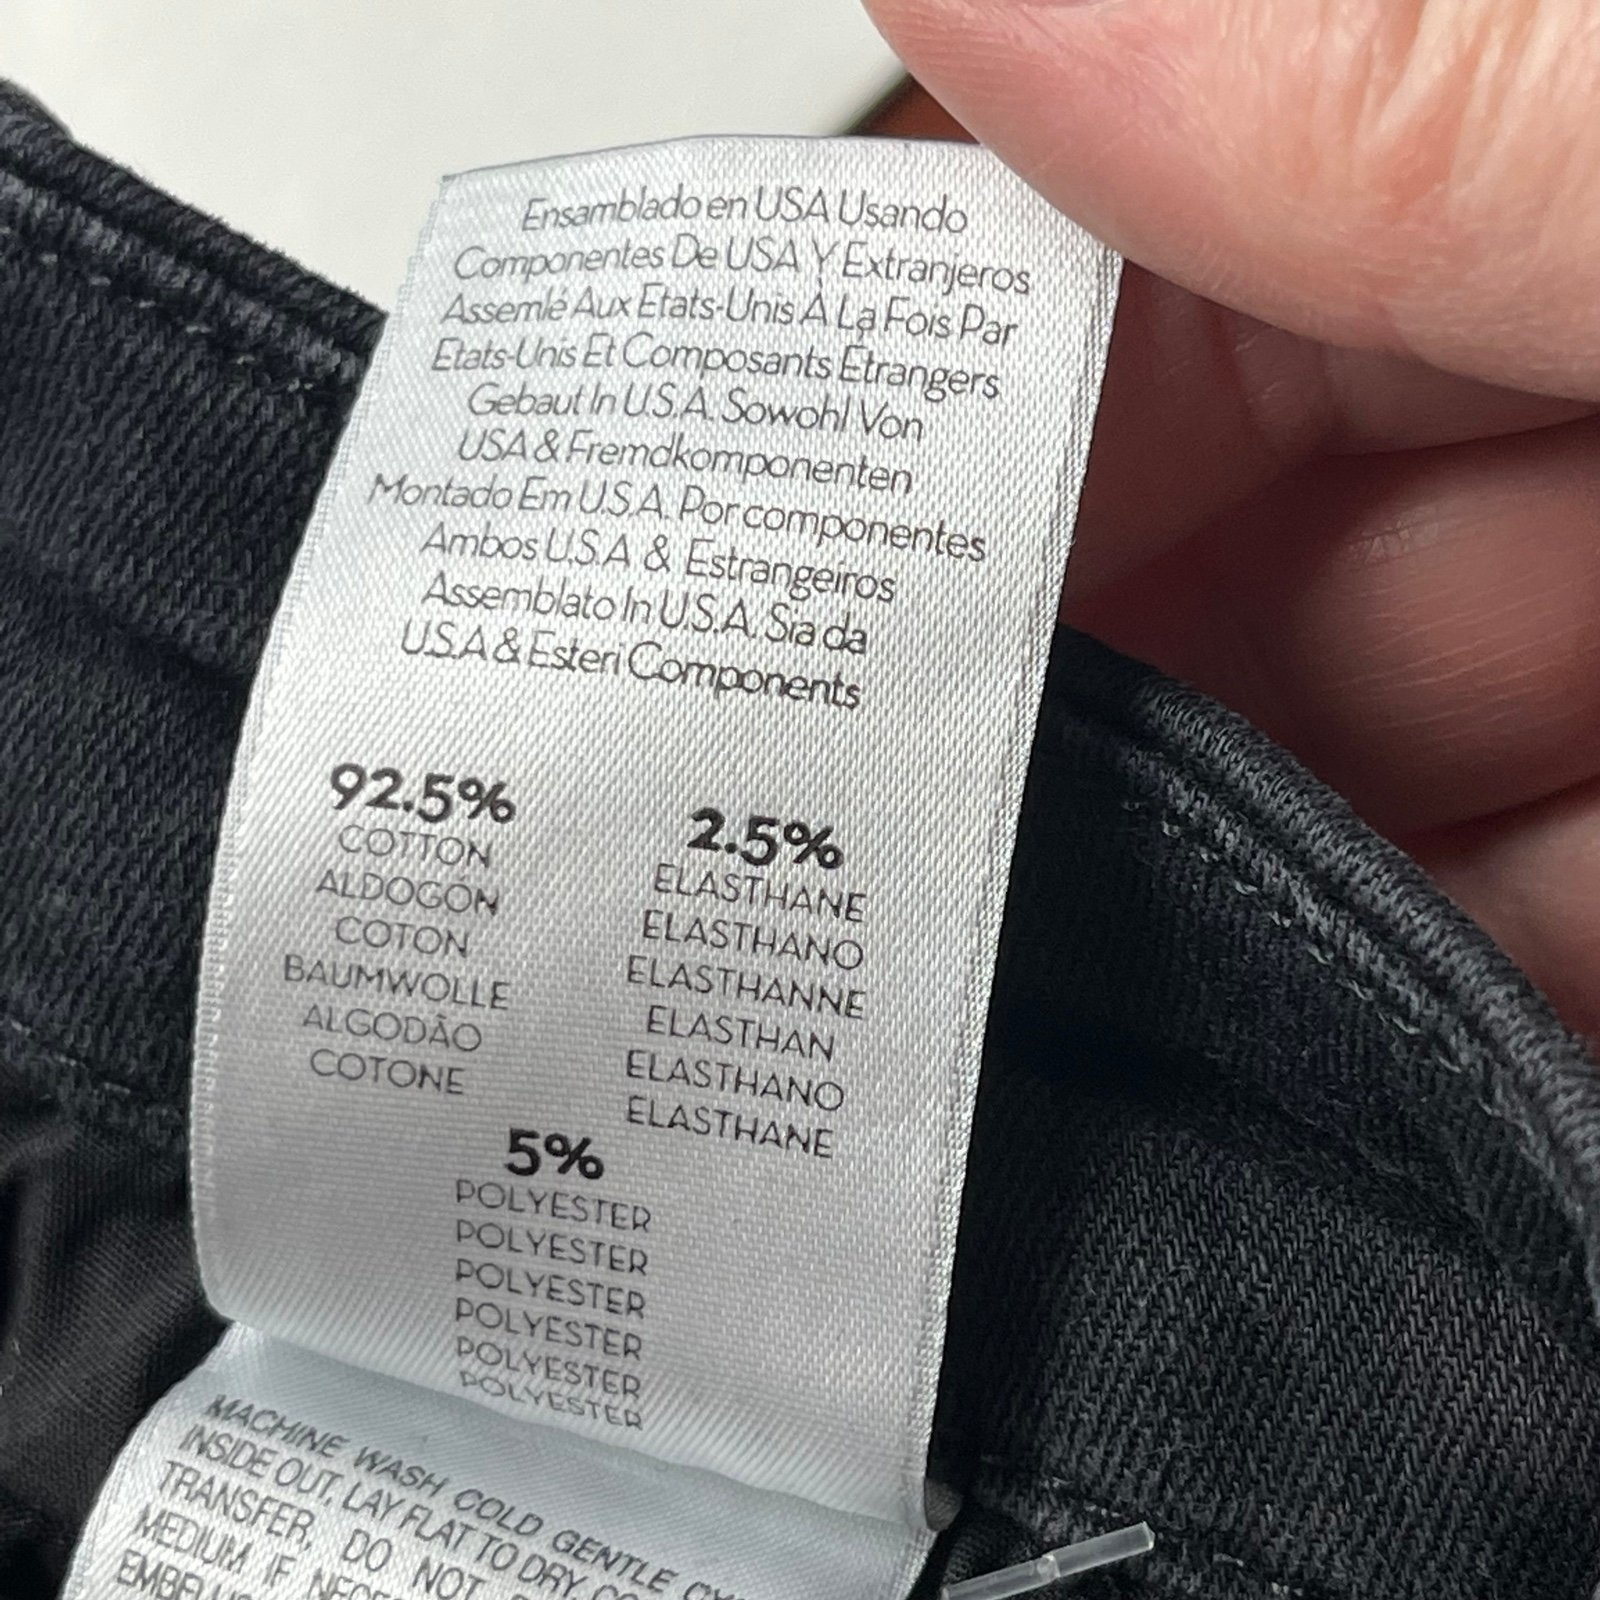 Ensamblado en USA Usando
Componentes De USA Y Extranjeros
Assemlé Aux Etats-Unis À La Fois Par
Etats-Unis Et Composants Étrangers
Gebaut In U.S.A. Sowohl Von
USA & Fremdkomponenten
Montado Em U.S.A. Por componentes
Ambos U.S.A & Estrangeiros
Assemblato In U.S.A. Sia da
U.S.A & Esteri Components
92.5%
COTTON
ALDOGÓN
COTON
BAUMWOLLE
ALGODÃO
COTONE
2.5%
ELASTHANE
ELASTHANO
ELASTHANNE
ELASTHAN
ELASTHANO
ELASTHANE
5%
POLYESTER
POLYESTER
POLYESTER
POLYESTER
POLYESTER
POLYESTER
MACHINE WASH COLD GENTLE
INSIDE OUT, LAY FLAT TO DRY,
TRANSFER, DO NOT
MEDIUM IF